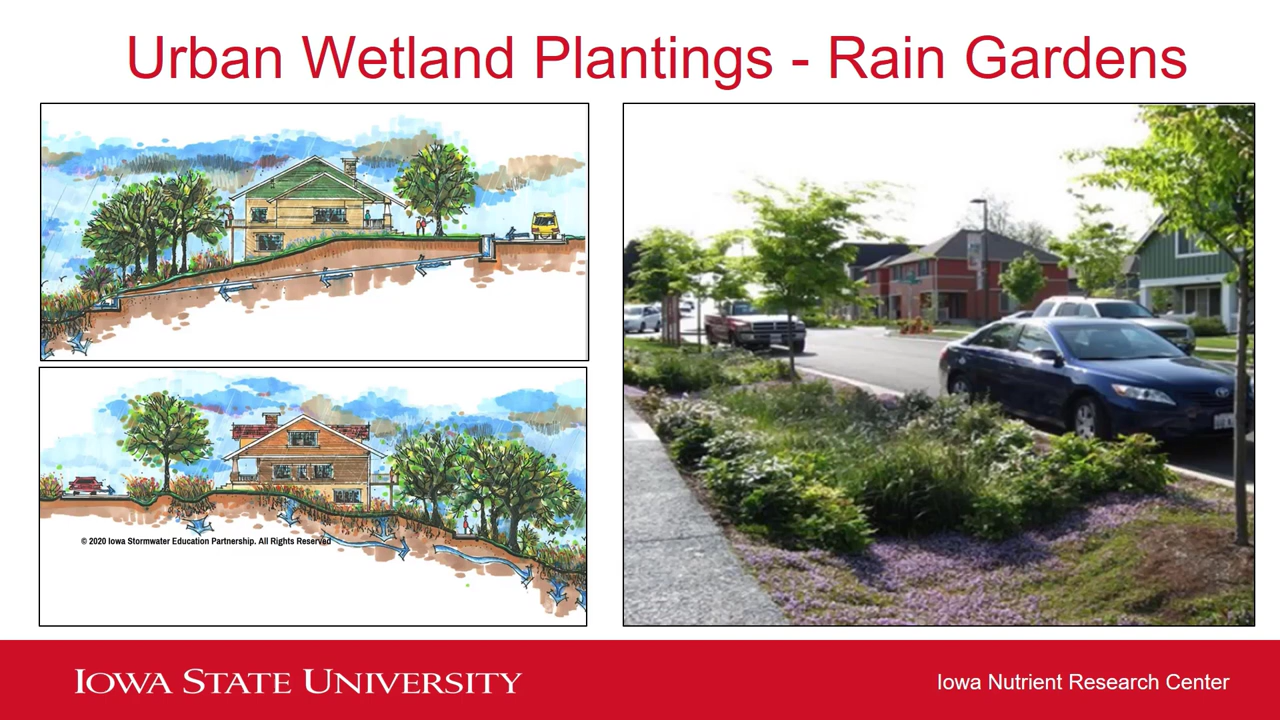 Urban Wetland Plantings - Rain Gardens
© 2020 Iowa Stormwater Education Partnership. All Rights Reserved
IOWA STATE UNIVERSITY
Iowa Nutrient Research Center